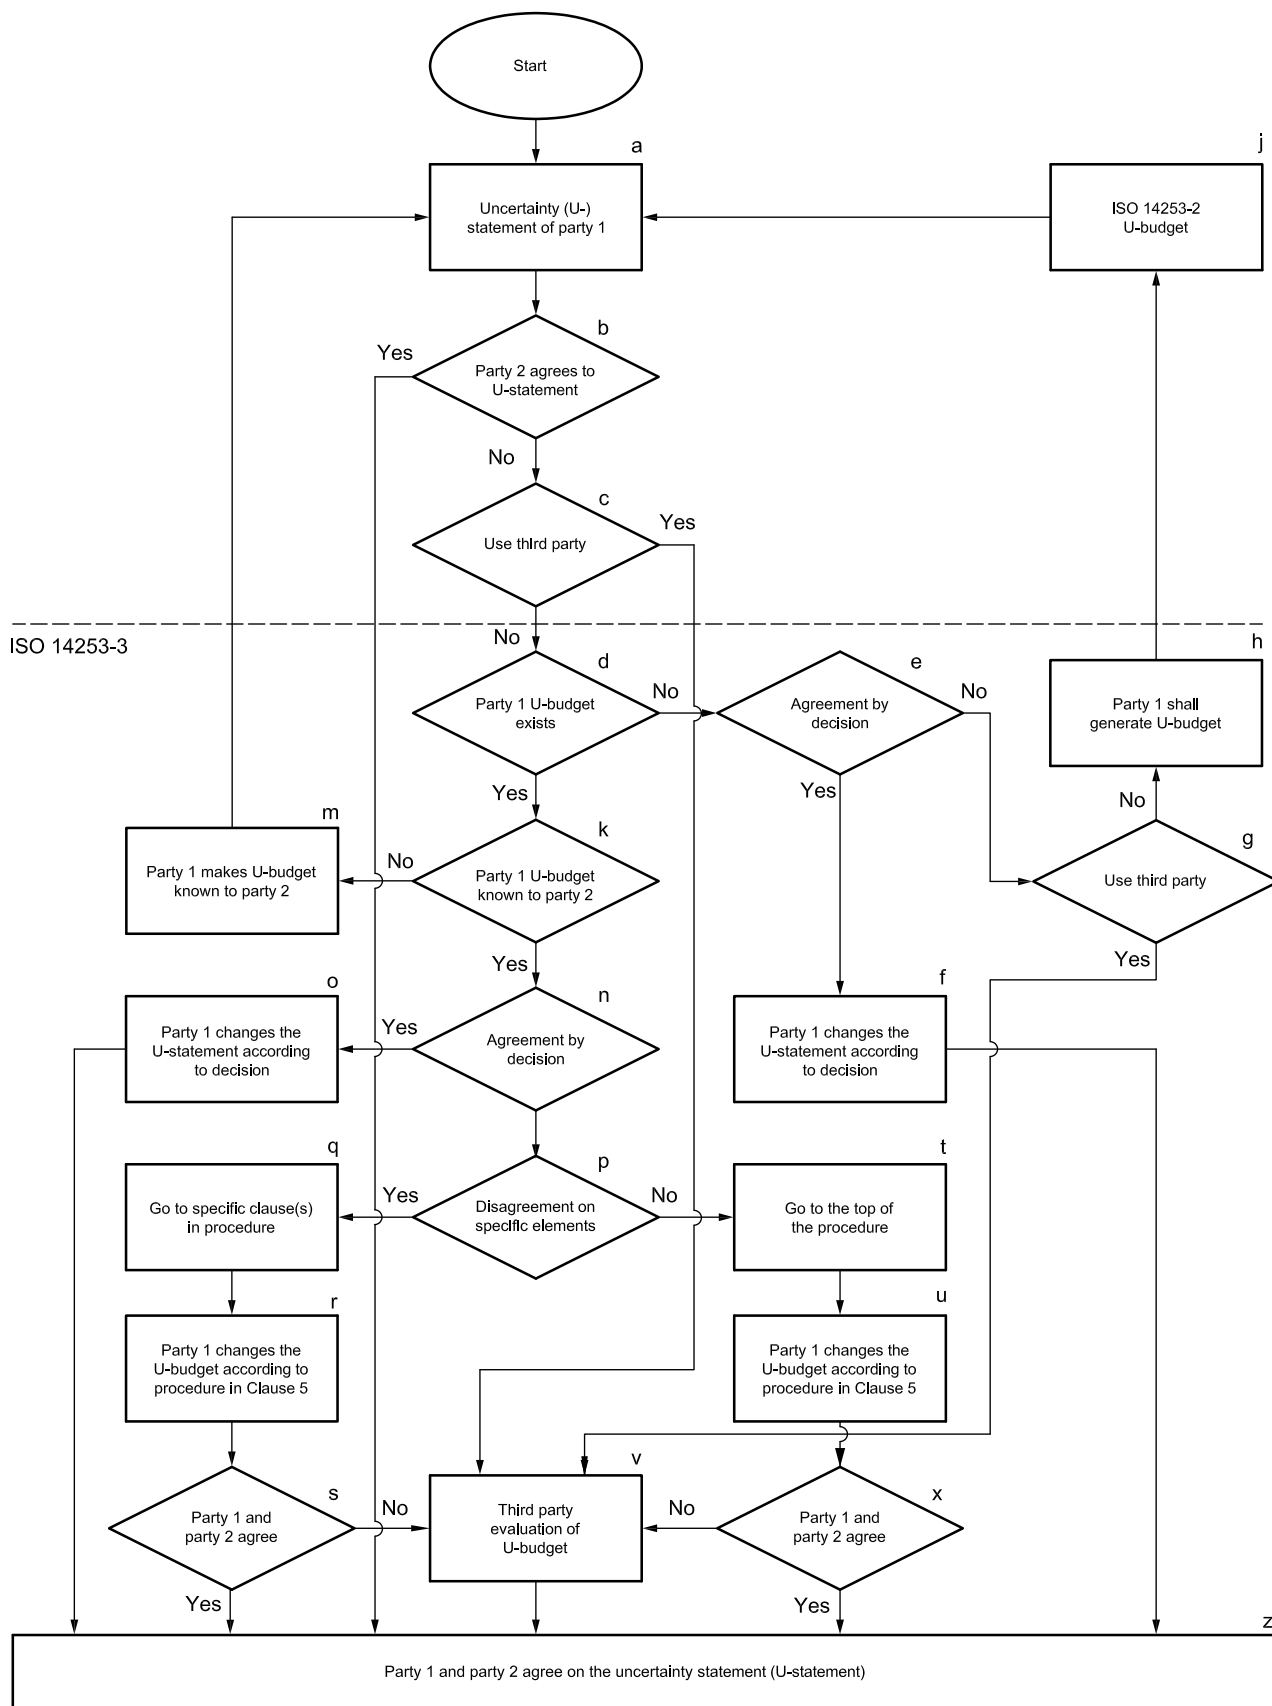 Start
a
j
Uncertainty (U-)
statement of party 1
ISO 14253-2
U-budget
b
Yes
Party 2 agrees to
U-statement
No
c
Yes
Use third party
ISO 14253-3
No
d
e
h
Party 1 U-budget
exists
No
Agreement by
decision
No
Party 1 shall
generate U-budget
Yes
Yes
No
m
k
g
Party 1 makes U-budget
known to party 2
No
Party 1 U-budget
known to party 2
Use third party
Yes
Yes
o
n
f
Party 1 changes the
U-statement according
to decision
Yes
Agreement by
decision
Party 1 changes the
U-statement according
to decision
q
p
t
Go to specific clause(s)
in procedure
Yes
Disagreement on
specific elements
No
Go to the top of
the procedure
r
u
Party 1 changes the
U-budget according to
procedure in Clause 5
Party 1 changes the
U-budget according to
procedure in Clause 5
s
v
x
Party 1 and
party 2 agree
No
Third party
evaluation of
U-budget
No
Party 1 and
party 2 agree
Yes
Yes
z
Party 1 and party 2 agree on the uncertainty statement (U-statement)